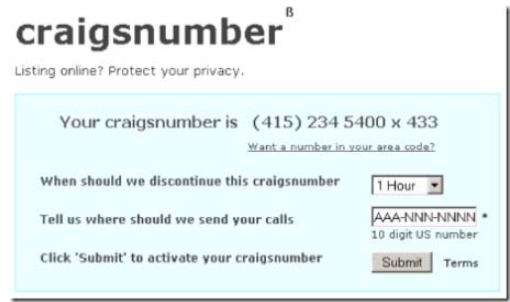 craigsnumber ß
Listing online? Protect your privacy.
Your craigsnumber is (415) 234 5400 x 433
Want a number in your area code?
When should we discontinue this craigsnumber 1 Hour
Tell us where should we send your calls AAA-NNN-NNNN *
10 digit US number
Click 'Submit' to activate your craigsnumber Submit Terms